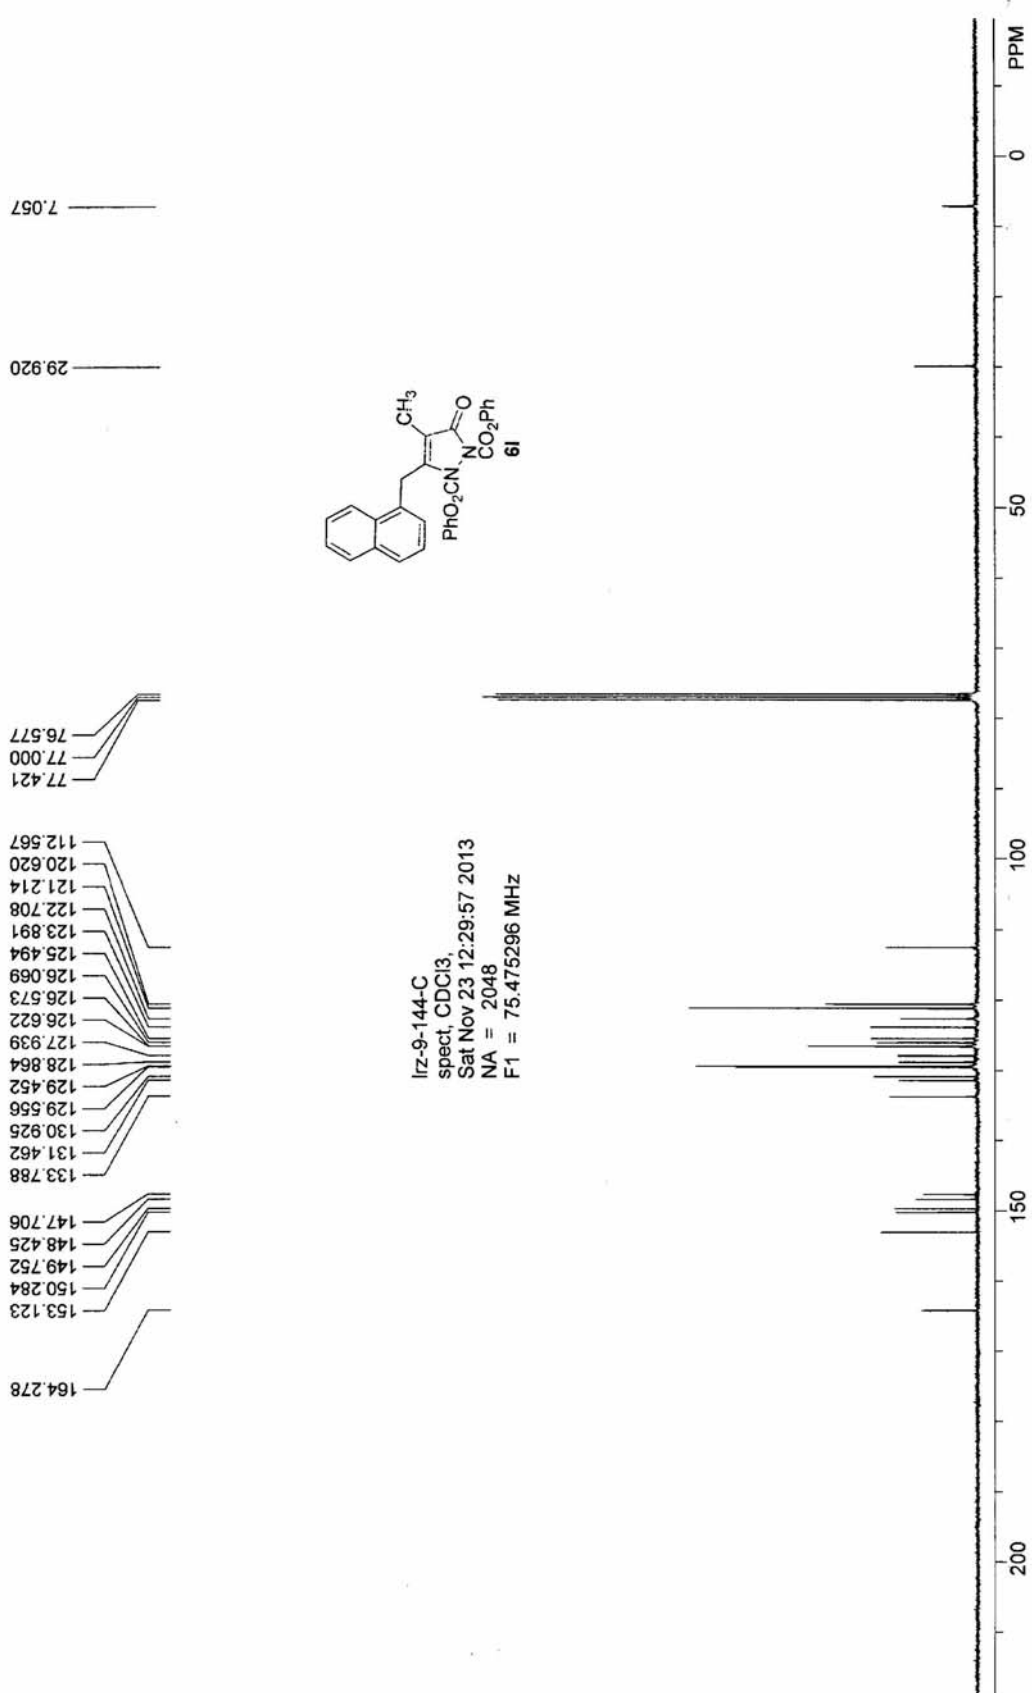 7.057
29.920
76.577
77.000
77.421
112.567
120.620
121.214
122.708
123.891
125.494
126.069
126.573
126.622
127.939
128.864
129.452
129.556
130.925
131.462
133.788
147.706
148.425
149.752
150.284
153.123
164.278
CH3
O
N
PhO2CN
CO2Ph
6l
lrz-9-144-C
spect, CDCl3,
Sat Nov 23 12:29:57 2013
NA = 2048
F1 = 75.475296 MHz
200
150
100
50
0
PPM